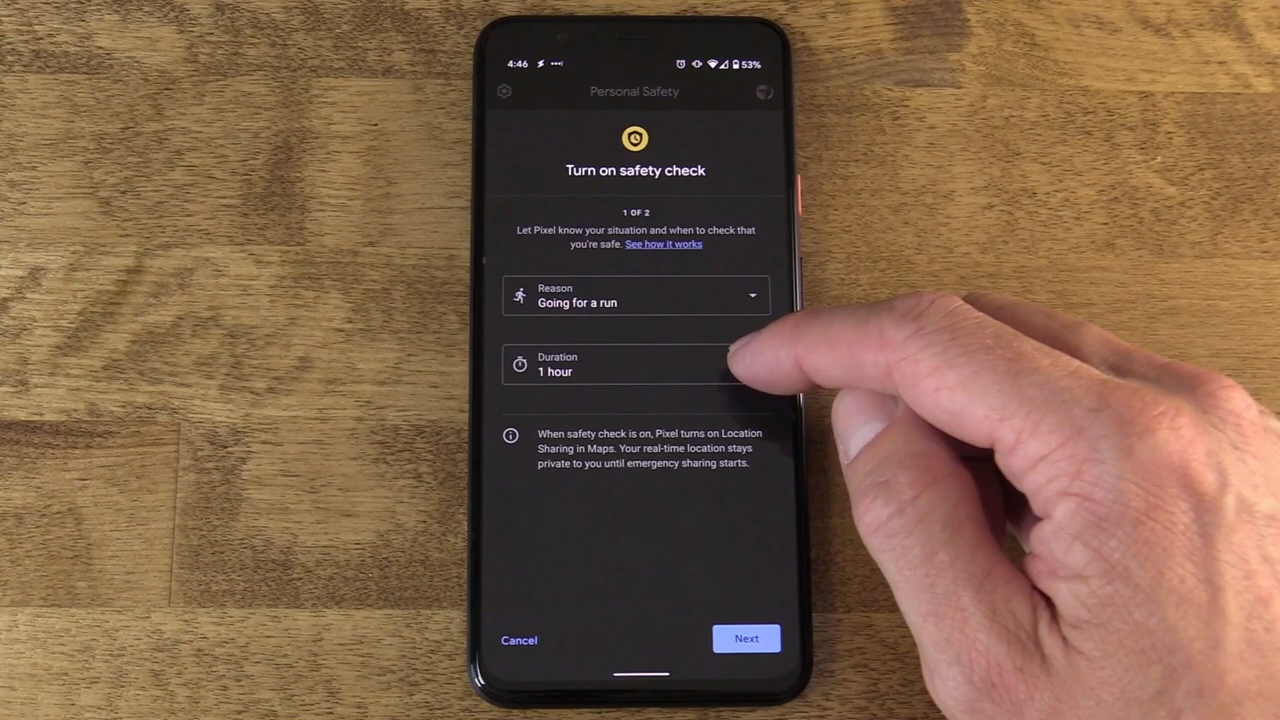 4:46 53%
Personal Safety
Turn on safety check
1 OF 2
Let Pixel know your situation and when to check that
you're safe. See how it works
Reason
Going for a run
Duration
1 hour
When safety check is on, Pixel turns on Location
Sharing in Maps. Your real-time location stays
private to you until emergency sharing starts.
Cancel Next